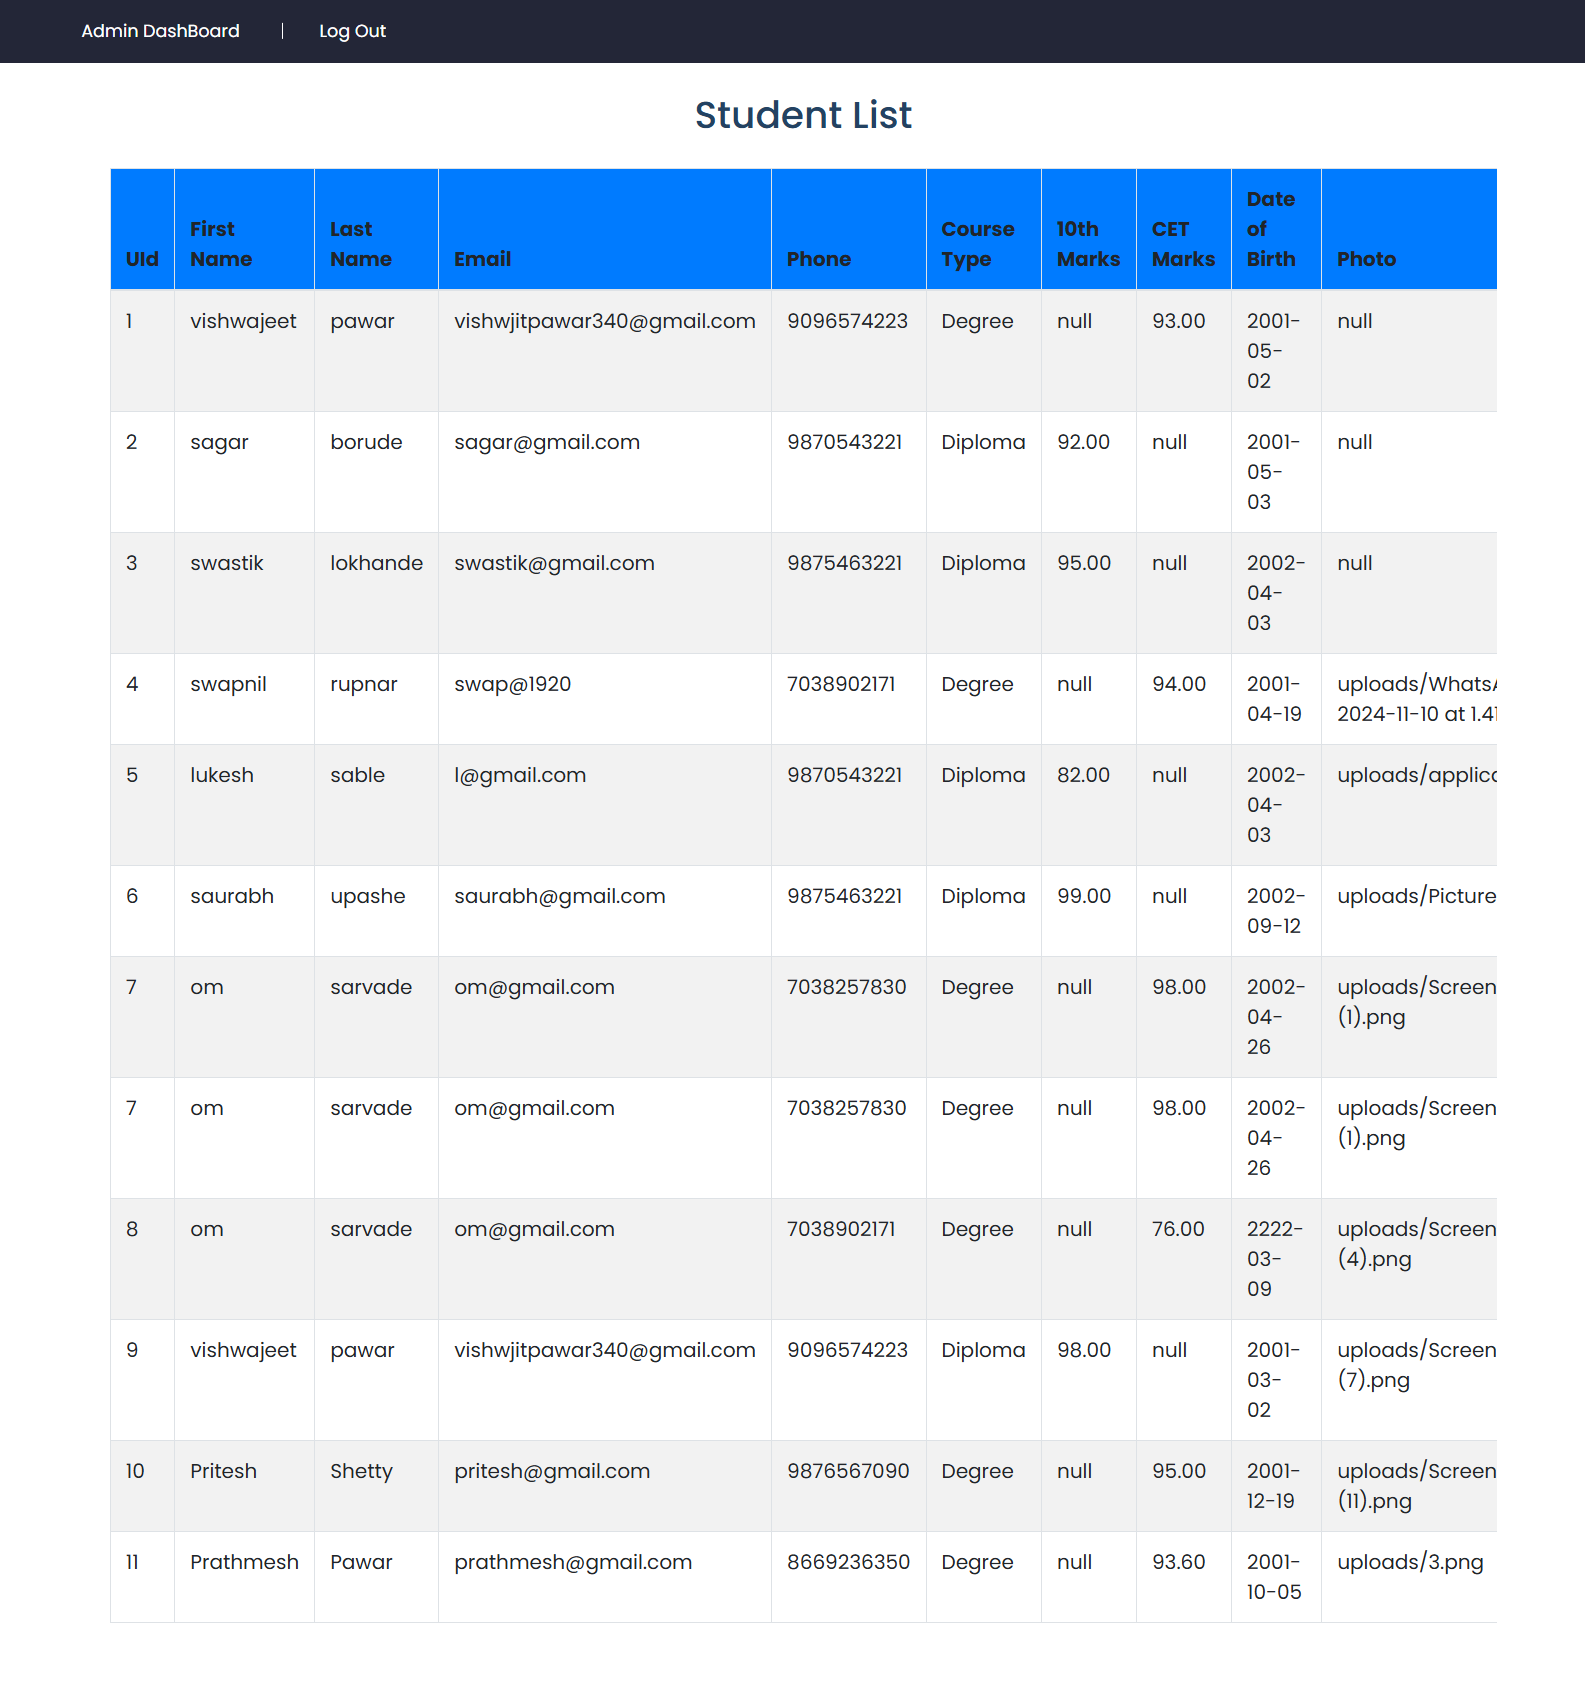 Admin DashBoard | Log Out
Student List
UId First Name Last Name Email Phone Course Type 10th Marks CET Marks Date of Birth Photo
1 vishwajeet pawar vishwjitpawar340@gmail.com 9096574223 Degree null 93.00 2001-05-02 null
2 sagar borude sagar@gmail.com 9870543221 Diploma 92.00 null 2001-05-03 null
3 swastik lokhande swastik@gmail.com 9875463221 Diploma 95.00 null 2002-04-03 null
4 swapnil rupnar swap@1920 7038902171 Degree null 94.00 2001-04-19 uploads/Whats 2024-11-10 at 1.41
5 lukesh sable l@gmail.com 9870543221 Diploma 82.00 null 2002-04-03 uploads/applic
6 saurabh upashe saurabh@gmail.com 9875463221 Diploma 99.00 null 2002-09-12 uploads/Picture
7 om sarvade om@gmail.com 7038257830 Degree null 98.00 2002-04-26 uploads/Screen (1).png
7 om sarvade om@gmail.com 7038257830 Degree null 98.00 2002-04-26 uploads/Screen (1).png
8 om sarvade om@gmail.com 7038902171 Degree null 76.00 2222-03-09 uploads/Screen (4).png
9 vishwajeet pawar vishwjitpawar340@gmail.com 9096574223 Diploma 98.00 null 2001-03-02 uploads/Screen (7).png
10 Pritesh Shetty pritesh@gmail.com 9876567090 Degree null 95.00 2001-12-19 uploads/Screen (11).png
11 Prathmesh Pawar prathmesh@gmail.com 8669236350 Degree null 93.60 2001-10-05 uploads/3.png